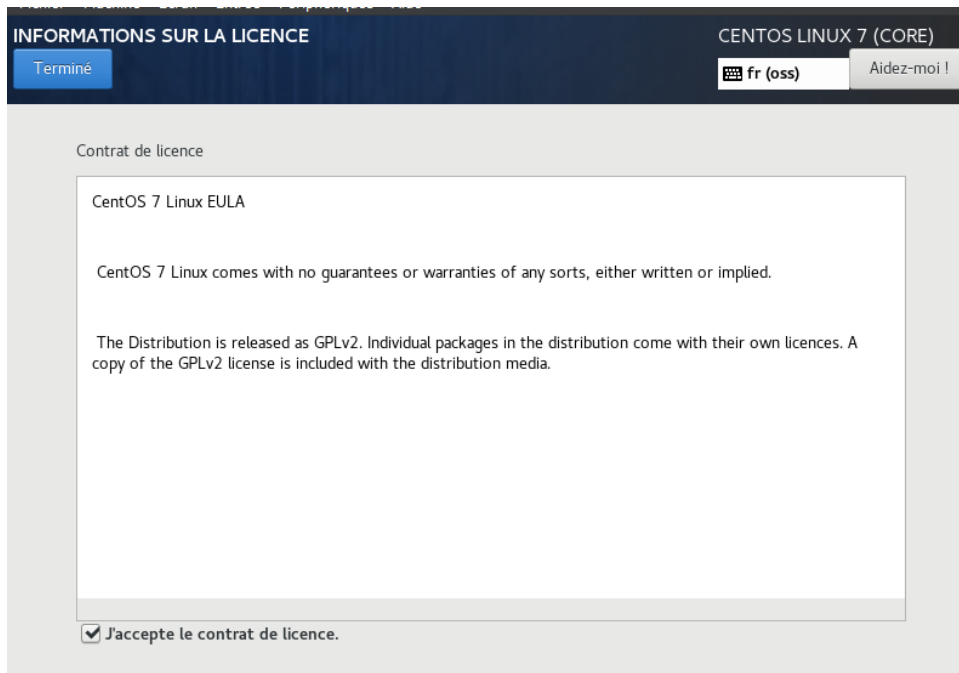 INFORMATIONS SUR LA LICENCE
CENTOS LINUX 7 (CORE)
Terminé
fr (oss)
Aidez-moi !
Contrat de licence
CentOS 7 Linux EULA
CentOS 7 Linux comes with no guarantees or warranties of any sorts, either written or implied.
The Distribution is released as GPLv2. Individual packages in the distribution come with their own licences. A
copy of the GPLv2 license is included with the distribution media.
J'accepte le contrat de licence.